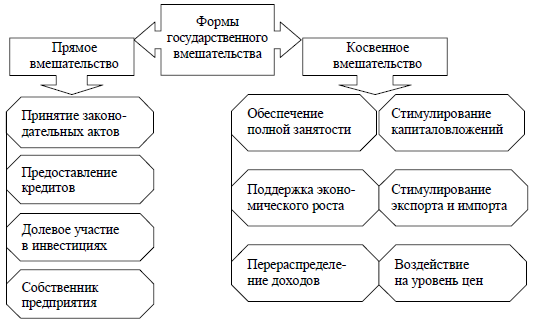 Формы
государственного
вмешательства
Прямое
вмешательство
Косвенное
вмешательство
Принятие законо-
дательных актов
Предоставление
кредитов
Долевое участие
в инвестициях
Собственник
предприятия
Обеспечение
полной занятости
Стимулирование
капиталовложений
Поддержка эконо-
мического роста
Стимулирование
экспорта и импорта
Перераспределе-
ние доходов
Воздействие
на уровень цен